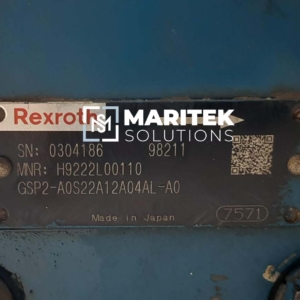 Rexroth
MARITEK
SOLUTIONS
SN: 0304186 98211
MNR: H9222L00110
GSP2-A0S22A12A04AL-A0
Made in Japan 7571